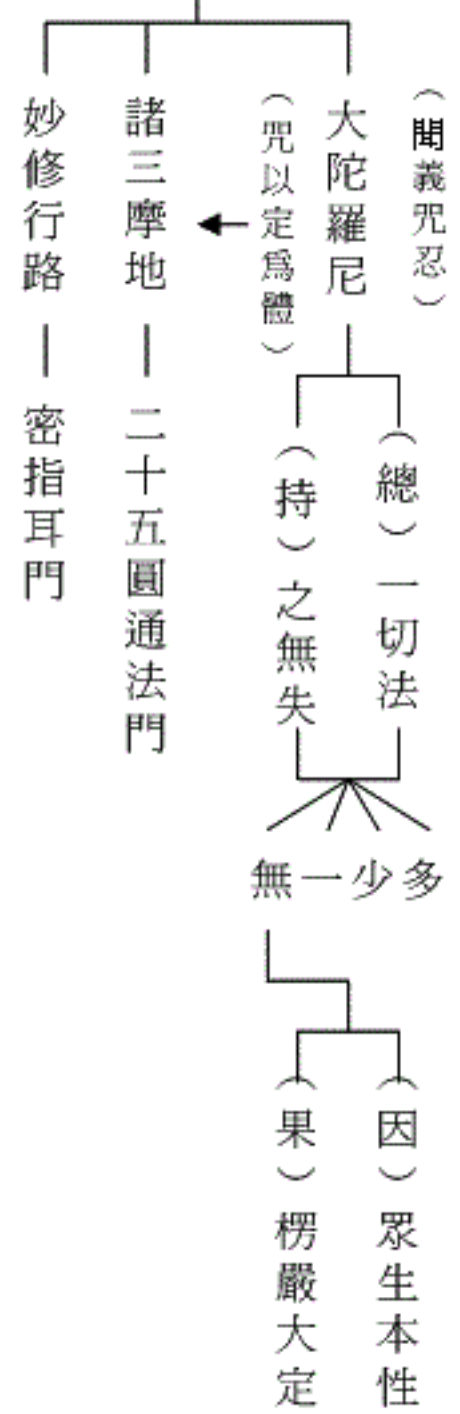 （聞義咒忍）
大陀羅尼
（咒以定為體）
諸三摩地
妙修行路
（總）一切法
（持）之無失
二十五圓通法門
密指耳門
多
少
一
無
（因）眾生本性
（果）楞嚴大定